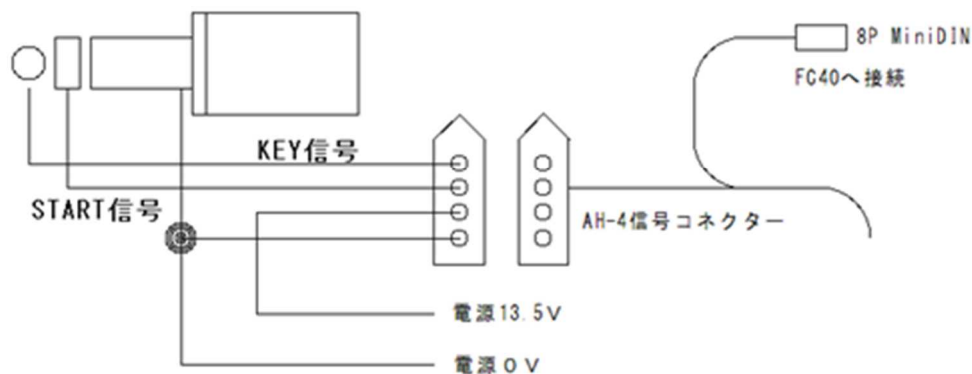 8P MiniDIN
FC40へ接続
KEY信号
START信号
AH-4信号コネクター
電源13.5V
電源0V